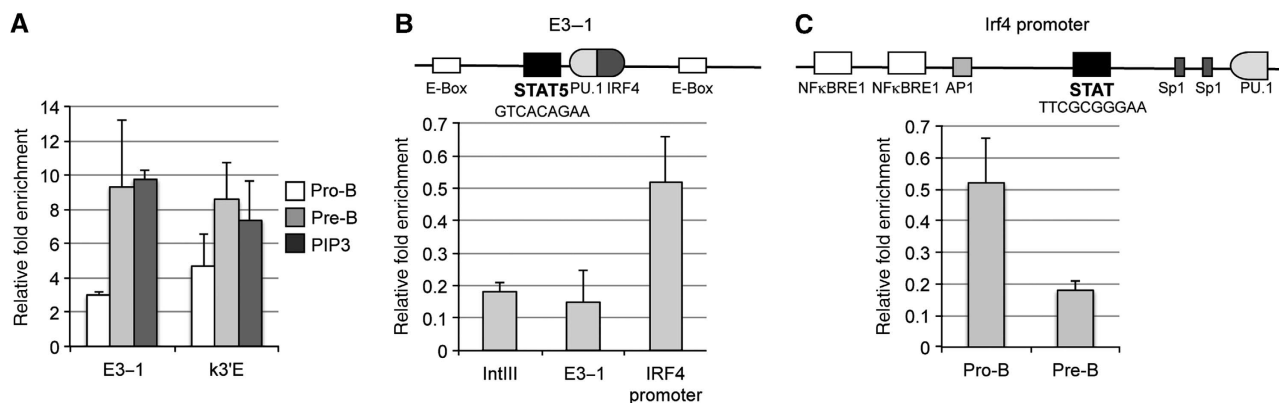 A
Relative fold enrichment
14
12
10
8
6
4
2
0
E3–1 k3'E
Pro-B
Pre-B
PIP3
B
E3–1
E-Box STAT5 PU.1 IRF4 E-Box
GTCACAGAA
Relative fold enrichment
0.7
0.6
0.5
0.4
0.3
0.2
0.1
0
IntIII E3–1 IRF4
promoter
C
Irf4 promoter
NFκBRE1 NFκBRE1 AP1 STAT Sp1 Sp1 PU.1
TTCGCGGGAA
Relative fold enrichment
0.7
0.6
0.5
0.4
0.3
0.2
0.1
0
Pro-B Pre-B